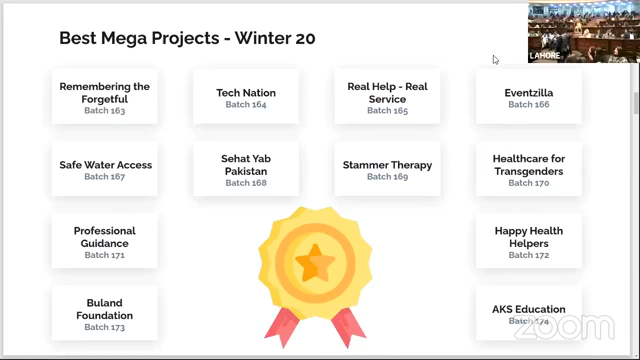 Best Mega Projects - Winter 20
LAHORE
Remembering the
Forgetful
Batch 163
Tech Nation
Batch 164
Real Help - Real
Service
Batch 165
Eventzilla
Batch 166
Safe Water Access
Batch 167
Sehat Yab
Pakistan
Batch 168
Stammer Therapy
Batch 169
Healthcare for
Transgenders
Batch 170
Professional
Guidance
Batch 171
Happy Health
Helpers
Batch 172
Buland
Foundation
Batch 173
AKS Education
Batch 174
zoom